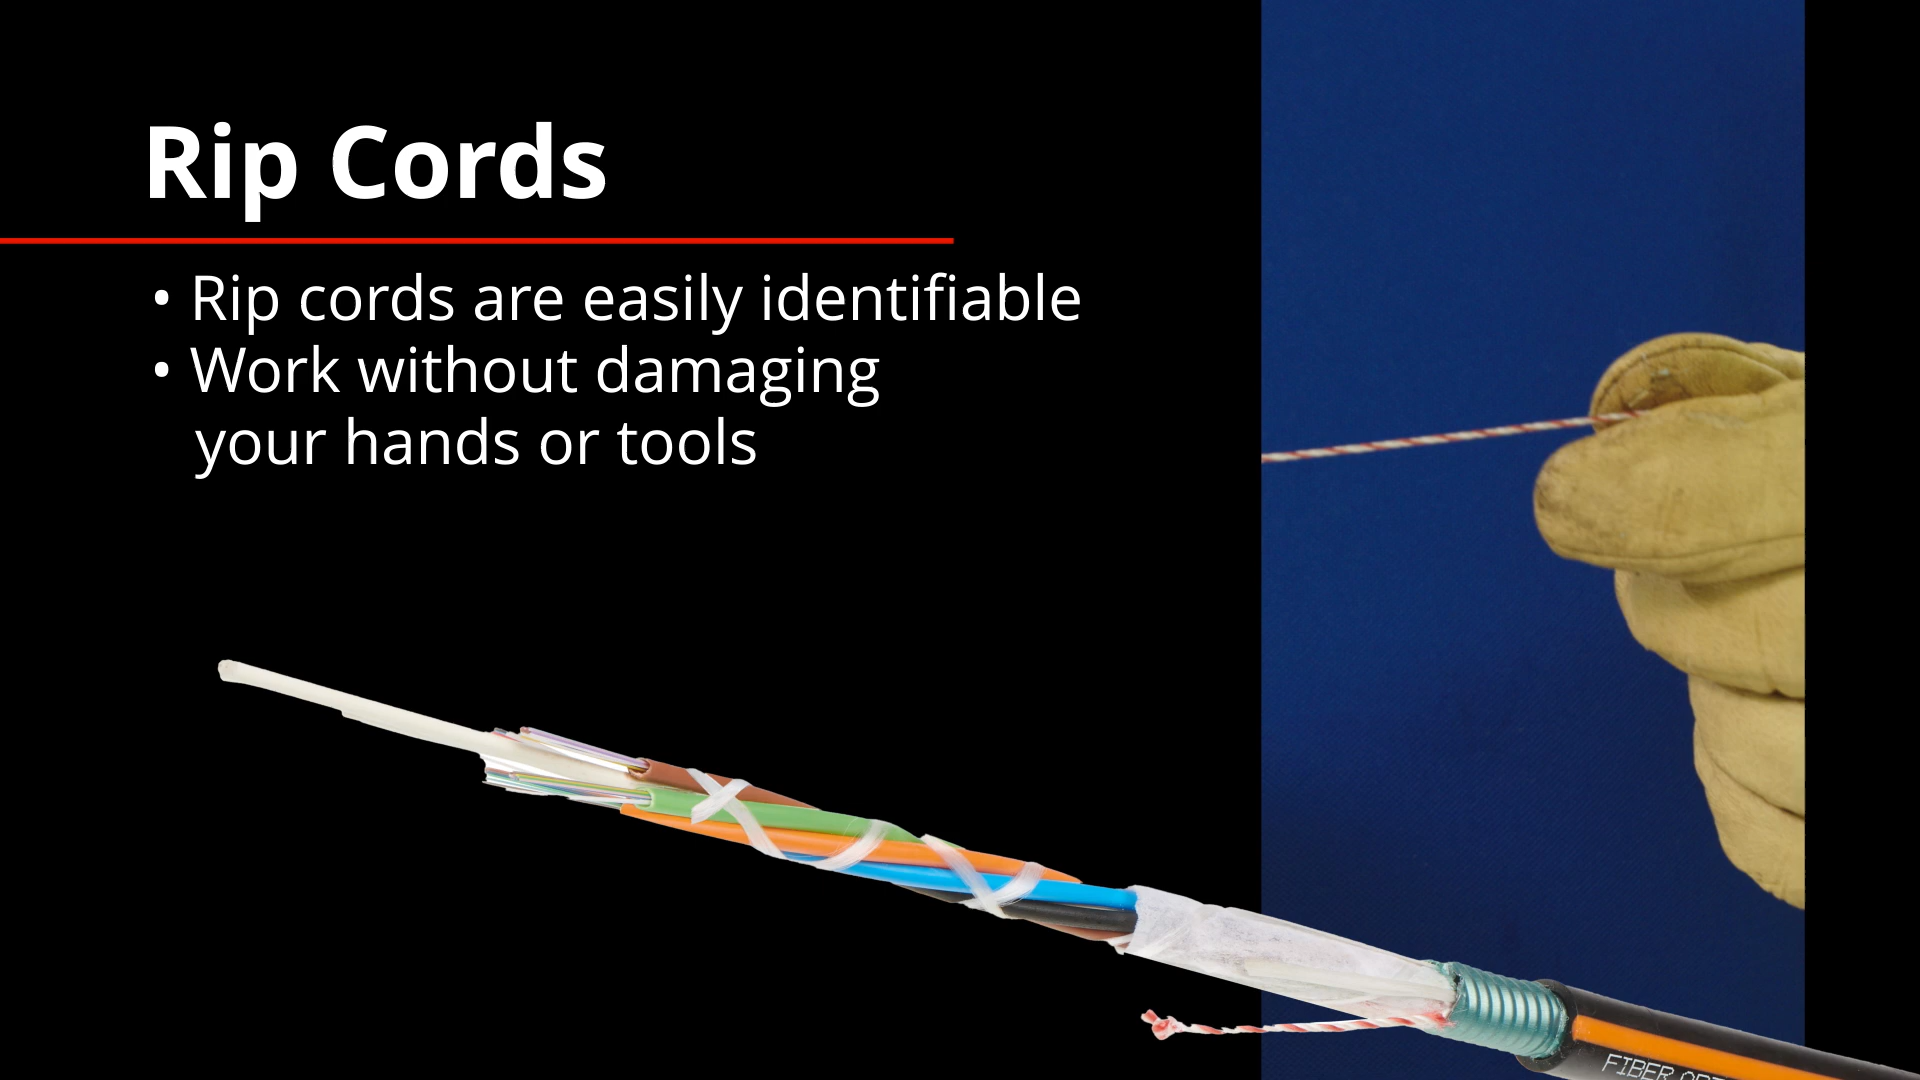 Rip Cords
• Rip cords are easily identifiable
• Work without damaging
your hands or tools
FIBER